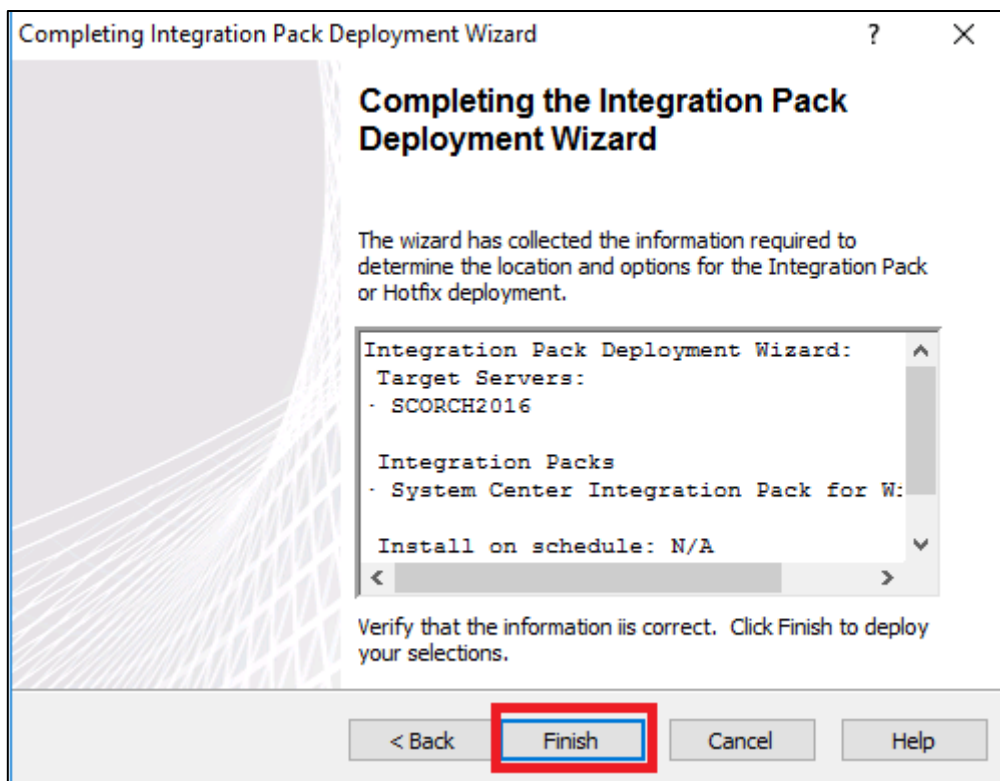 Completing Integration Pack Deployment Wizard ?
Completing the Integration Pack
Deployment Wizard
The wizard has collected the information required to
determine the location and options for the Integration Pack
or Hotfix deployment.
Integration Pack Deployment Wizard:
Target Servers:
- SCORCH2016
Integration Packs
- System Center Integration Pack for W:
Install on schedule: N/A
Verify that the information iis correct. Click Finish to deploy
your selections.
< Back Finish Cancel Help